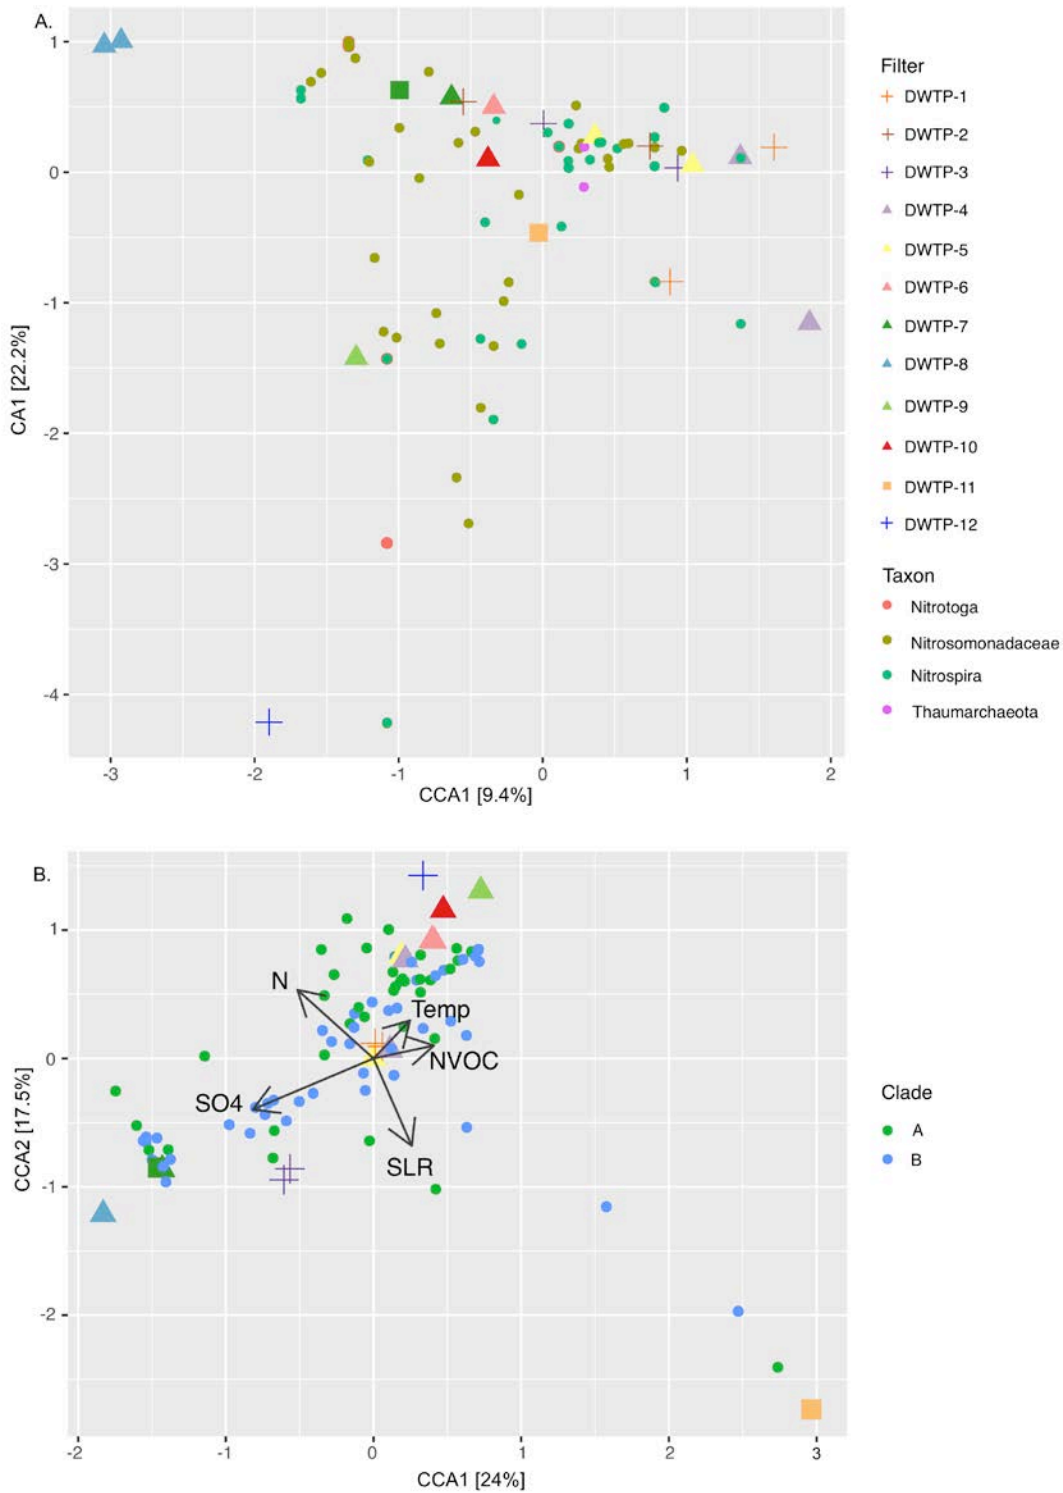 A.
1
0
-1
-2
-3
-4
CA1 [22.2%]
-3
-2
-1
0
1
2
CCA1 [9.4%]
Filter
DWTP-1
DWTP-2
DWTP-3
DWTP-4
DWTP-5
DWTP-6
DWTP-7
DWTP-8
DWTP-9
DWTP-10
DWTP-11
DWTP-12
Taxon
Nitrotoga
Nitrosomonadaceae
Nitrospira
Thaumarchaeota
B.
1
0
-1
-2
CCA2 [17.5%]
N
Temp
NVOC
SO4
SLR
-2
-1
0
1
2
3
CCA1 [24%]
Clade
A
B